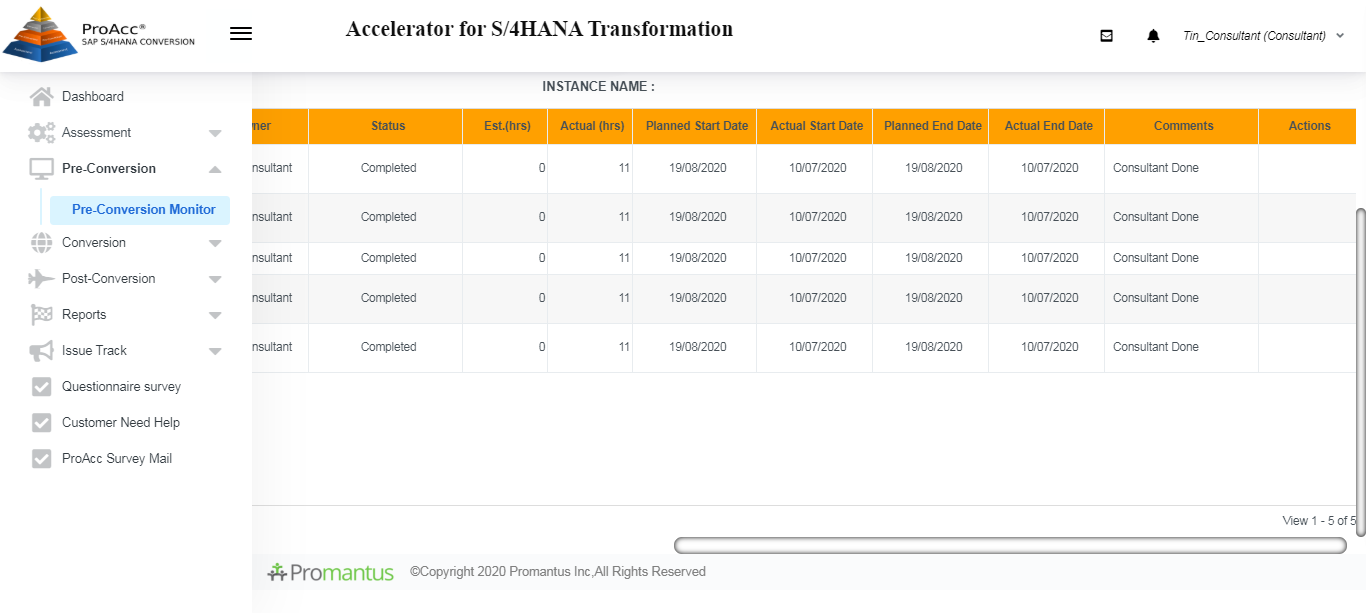 ProAcc®
SAP S/4HANA CONVERSION
Accelerator for S/4HANA Transformation
Tin_Consultant (Consultant)
Dashboard
Assessment
Pre-Conversion
Pre-Conversion Monitor
Conversion
Post-Conversion
Reports
Issue Track
Questionnaire survey
Customer Need Help
ProAcc Survey Mail
INSTANCE NAME :
Status Est.(hrs) Actual (hrs) Planned Start Date Actual Start Date Planned End Date Actual End Date Comments Actions
nsultant Completed 0 11 19/08/2020 10/07/2020 19/08/2020 10/07/2020 Consultant Done
nsultant Completed 0 11 19/08/2020 10/07/2020 19/08/2020 10/07/2020 Consultant Done
nsultant Completed 0 11 19/08/2020 10/07/2020 19/08/2020 10/07/2020 Consultant Done
nsultant Completed 0 11 19/08/2020 10/07/2020 19/08/2020 10/07/2020 Consultant Done
nsultant Completed 0 11 19/08/2020 10/07/2020 19/08/2020 10/07/2020 Consultant Done
View 1 - 5 of 5
Promantus ©Copyright 2020 Promantus Inc,All Rights Reserved